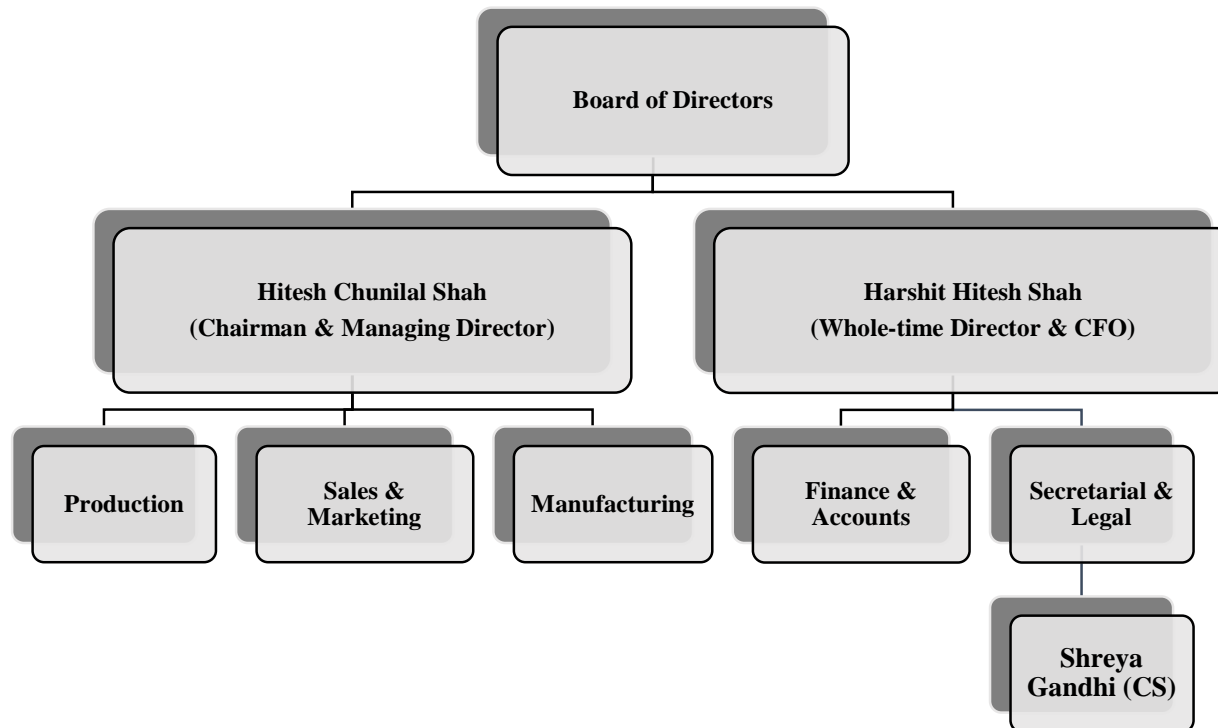 Board of Directors
Hitesh Chunilal Shah
(Chairman & Managing Director)
Harshit Hitesh Shah
(Whole-time Director & CFO)
Production
Sales &
Marketing
Manufacturing
Finance &
Accounts
Secretarial &
Legal
Shreya
Gandhi (CS)